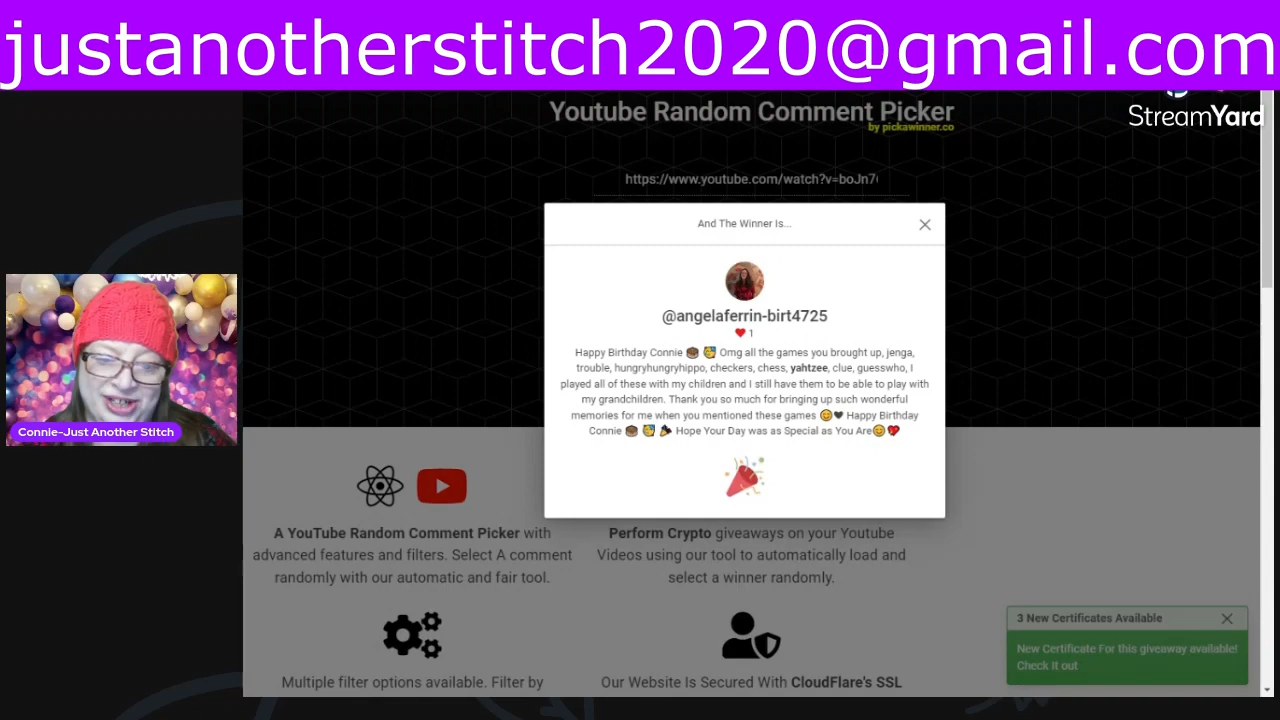 justanotherstitch2020@gmail.com
StreamYard
Youtube Random Comment Picker
by pickawinner.co
https://www.youtube.com/watch?v=boJn7
And The Winner Is...
@angelaferrin-birt4725
❤ 1
Happy Birthday Connie 🎂 🥳 Omg all the games you brought up, jenga,
trouble, hungryhungryhippo, checkers, chess, yahtzee, clue, guesswho, I
played all of these with my children and I still have them to be able to play with
my grandchildren. Thank you so much for bringing up such wonderful
memories for me when you mentioned these games 😊🖤 Happy Birthday
Connie 🎂 🥳 🎉 Hope Your Day was as Special as You Are😊💖
Connie-Just Another Stitch
A YouTube Random Comment Picker with
advanced features and filters. Select A comment
randomly with our automatic and fair tool.
Perform Crypto giveaways on your Youtube
Videos using our tool to automatically load and
select a winner randomly.
Multiple filter options available. Filter by
Our Website Is Secured With CloudFlare's SSL
3 New Certificates Available
New Certificate For this giveaway available!
Check It out